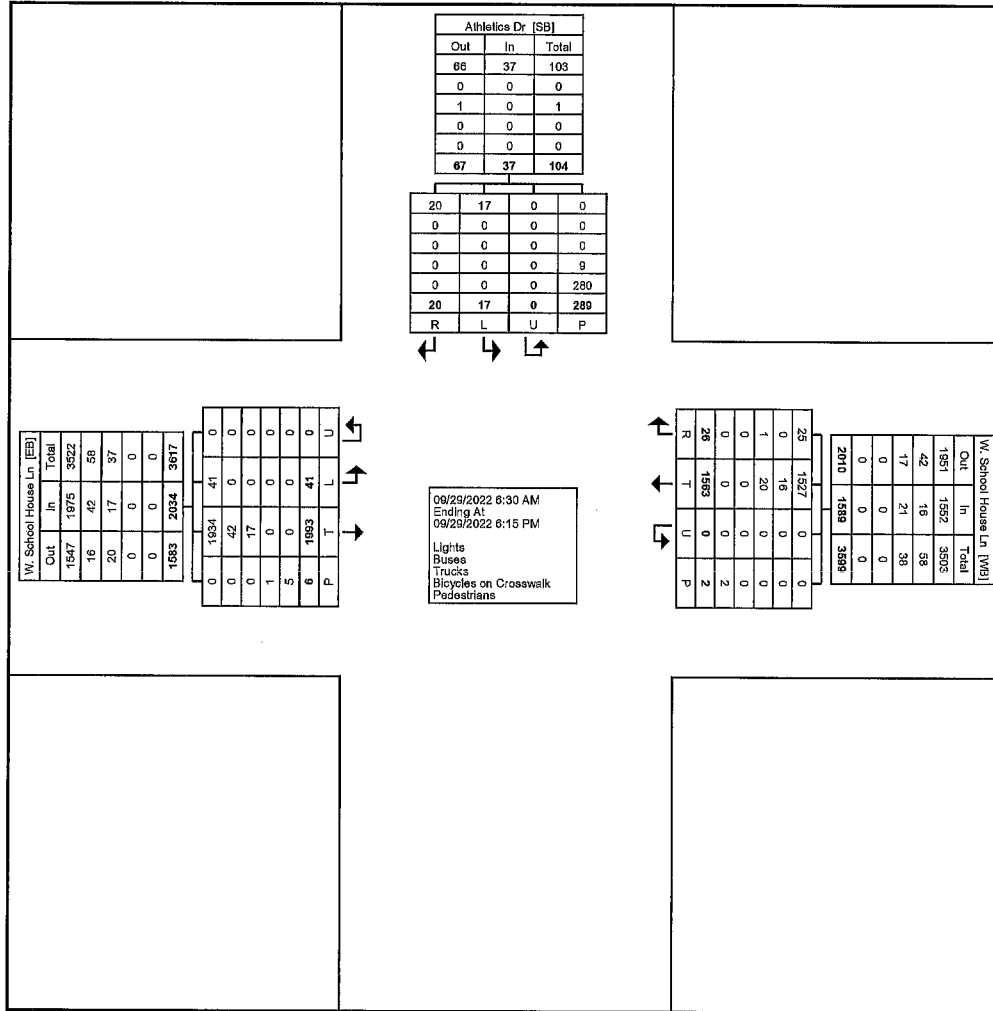 Athletics Dr [SB]
Out In Total
66 37 103
0 0 0
1 0 1
0 0 0
0 0 0
67 37 104
20 17 0 0
0 0 0 0
0 0 0 0
0 0 0 9
0 0 0 280
20 17 0 289
R L U P
W. School House Ln [EB]
Total 3522 58 37 0 0 3617
In 1975 42 17 0 0 2034
Out 1547 16 20 0 0 1583
0 0 0 0 0 0 U
41 0 0 0 0 41 L
1934 42 17 0 0 1993 T
0 0 0 1 5 6 P
09/29/2022 6:30 AM
Ending At
09/29/2022 6:15 PM
Lights
Buses
Trucks
Bicycles on Crosswalk
Pedestrians
R 26 0 0 1 0 25
T 1563 0 0 20 16 1527
U 0 0 0 0 0 0
P 2 2 0 0 0 0
W. School House Ln [WB]
Out 1951 42 17 0 0 2010
In 1552 16 21 0 0 1589
Total 3503 58 38 0 0 3599